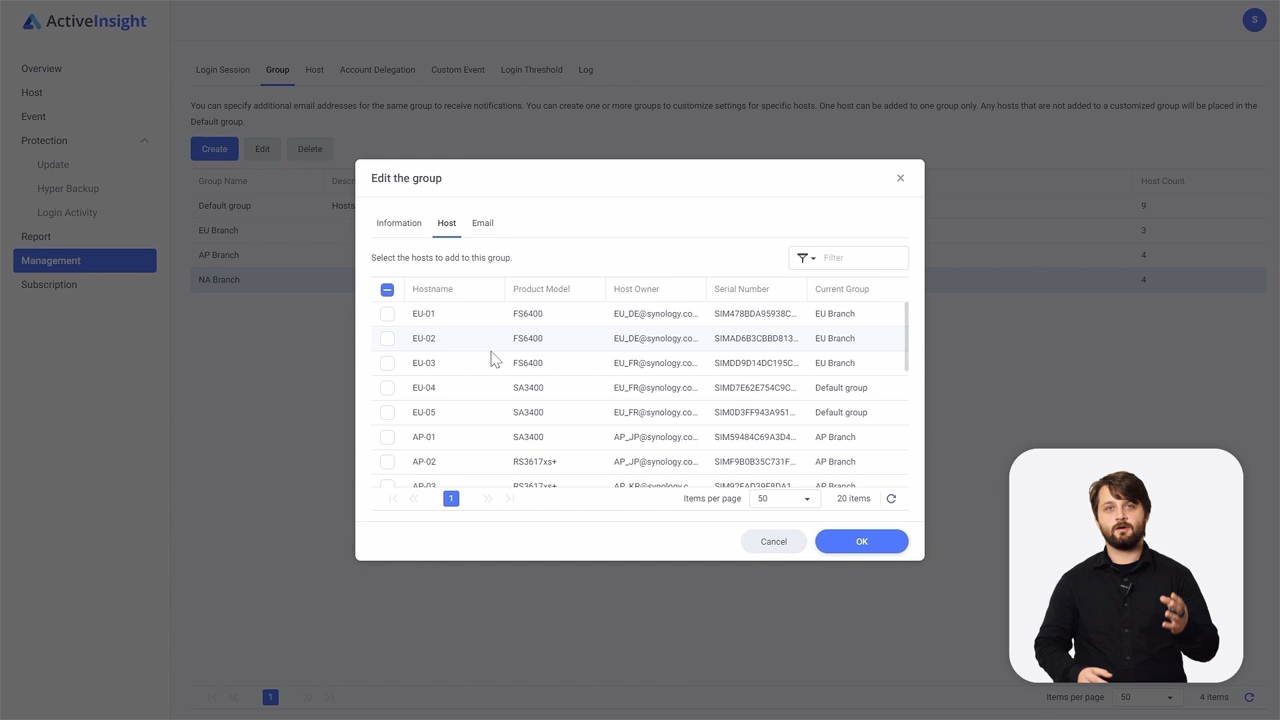 ActiveInsight
S
Overview
Host
Event
Protection
Update
Hyper Backup
Login Activity
Report
Management
Subscription
Login Session Group Host Account Delegation Custom Event Login Threshold Log
You can specify additional email addresses for the same group to receive notifications. You can create one or more groups to customize settings for specific hosts. One host can be added to one group only. Any hosts that are not added to a customized group will be placed in the
Default group.
Create Edit Delete
Group Name Descr Host Count
Default group Hosts 9
EU Branch 3
AP Branch 4
NA Branch 4
Edit the group
Information Host Email
Select the hosts to add to this group. Filter
Hostname Product Model Host Owner Serial Number Current Group
EU-01 FS6400 EU_DE@synology.co... SIM478BDA95938C... EU Branch
EU-02 FS6400 EU_DE@synology.co... SIMAD6B3CBBD813... EU Branch
EU-03 FS6400 EU_FR@synology.co... SIMDD9D14DC195C... EU Branch
EU-04 SA3400 EU_FR@synology.co... SIMD7E62E754C9C... Default group
EU-05 SA3400 EU_FR@synology.co... SIM0D3FF943A951... Default group
AP-01 SA3400 AP_JP@synology.co... SIM59484C69A3D4... AP Branch
AP-02 RS3617xs+ AP_JP@synology.co... SIMF9B0B35C731F... AP Branch
AP-03 RS3617xs+ AP_KR@synology.c... AP Branch
1 Items per page 50 20 items
Cancel OK
1 Items per page 50 4 items